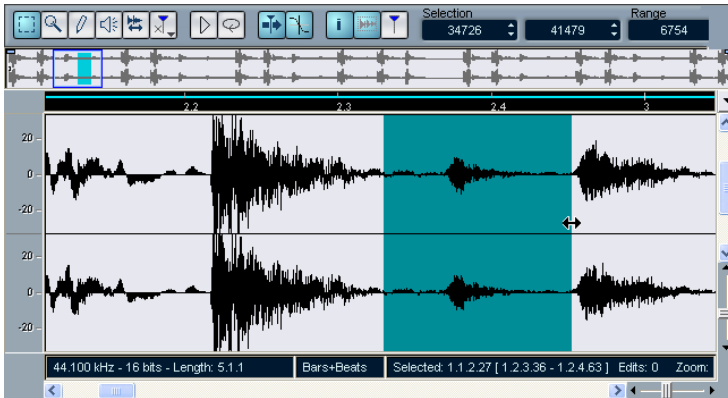 Selection Range
34726 41479 6754
2.2 2.3 2.4 3
20
0
-20
20
0
-20
44.100 kHz - 16 bits - Length: 5.1.1 Bars+Beats Selected: 1.1.2.27 [ 1.2.3.36 - 1.2.4.63 ] Edits: 0 Zoom: